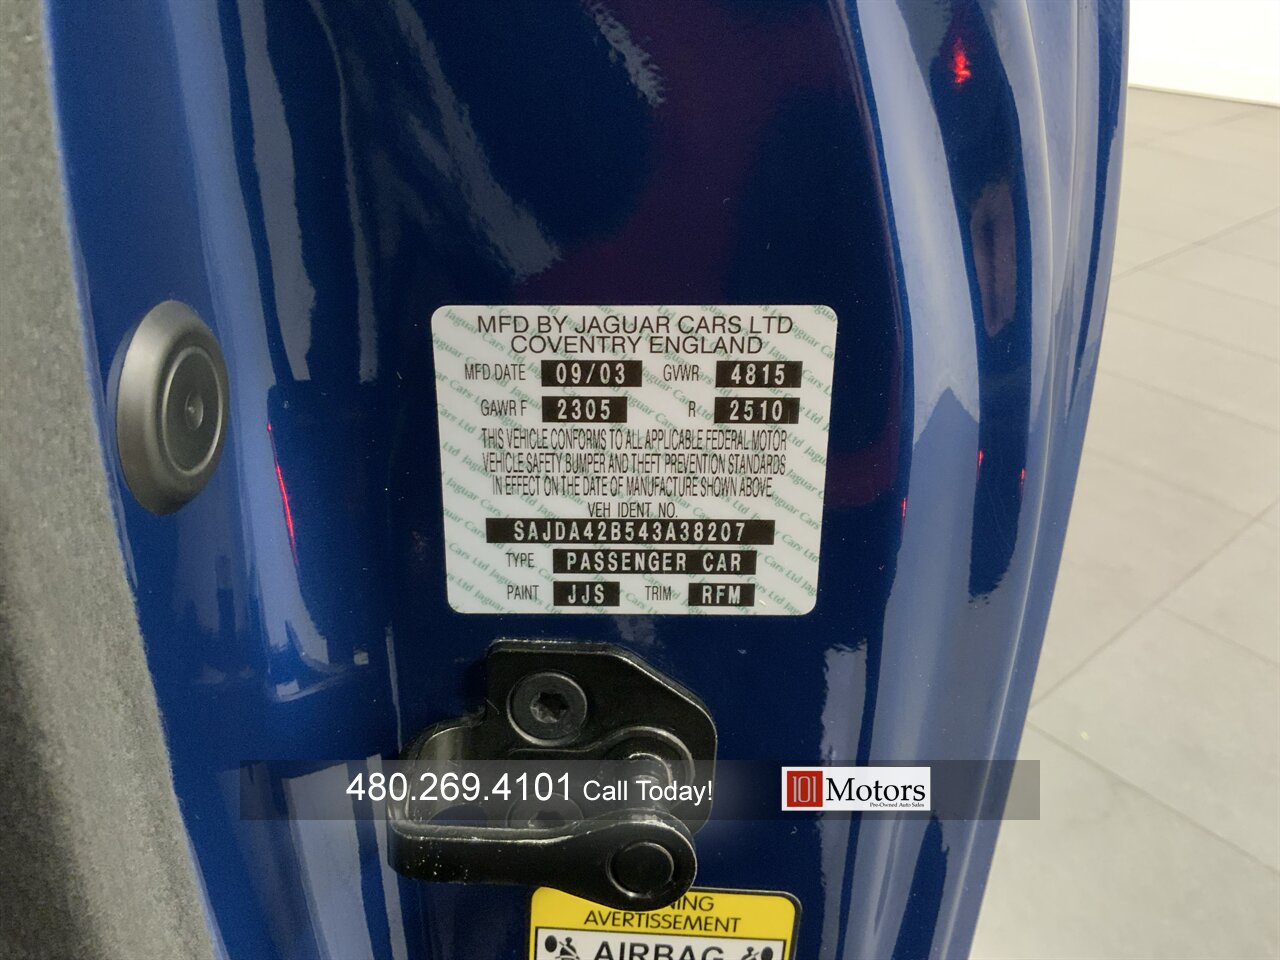 MFD BY JAGUAR CARS LTD
COVENTRY ENGLAND
MFD DATE 09/03 GVWR 4815
GAWR F 2305 R 2510
THIS VEHICLE CONFORMS TO ALL APPLICABLE FEDERAL MOTOR
VEHICLE SAFETY BUMPER AND THEFT PREVENTION STANDARDS
IN EFFECT ON THE DATE OF MANUFACTURE SHOWN ABOVE
VEH IDENT. NO.
SAJDA42B543A38207
TYPE PASSENGER CAR
PAINT JJS TRIM RFM
480.269.4101 Call Today!
101 Motors
Pre-Owned Auto Sales
AVERTISSEMENT
AIRBAG